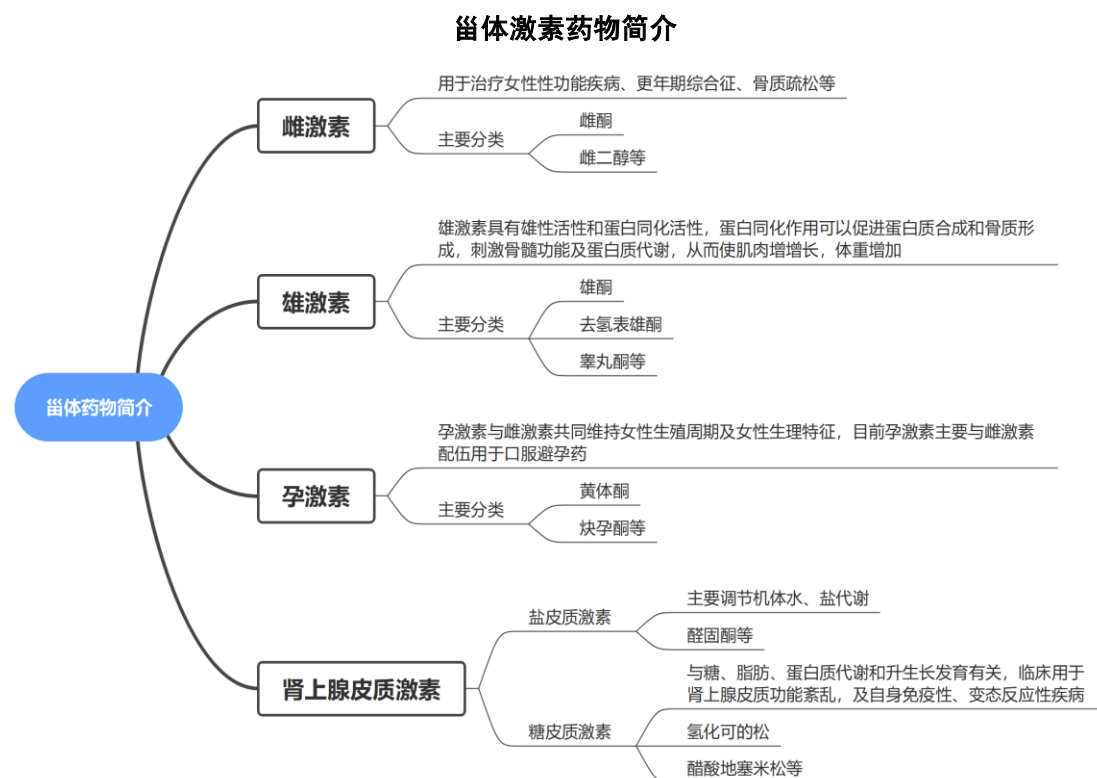 甾体激素药物简介
甾体药物简介
雌激素
用于治疗女性性功能疾病、更年期综合征、骨质疏松等
主要分类
雌酮
雌二醇等
雄激素
雄激素具有雄性活性和蛋白同化活性，蛋白同化作用可以促进蛋白质合成和骨质形
成，刺激骨髓功能及蛋白质代谢，从而使肌肉增增长，体重增加
主要分类
雄酮
去氢表雄酮
睾丸酮等
孕激素
孕激素与雌激素共同维持女性生殖周期及女性生理特征，目前孕激素主要与雌激素
配伍用于口服避孕药
主要分类
黄体酮
炔孕酮等
肾上腺皮质激素
盐皮质激素
主要调节机体水、盐代谢
醛固酮等
糖皮质激素
与糖、脂肪、蛋白质代谢和升生长发育有关，临床用于
肾上腺皮质功能紊乱，及自身免疫性、变态反应性疾病
氢化可的松
醋酸地塞米松等